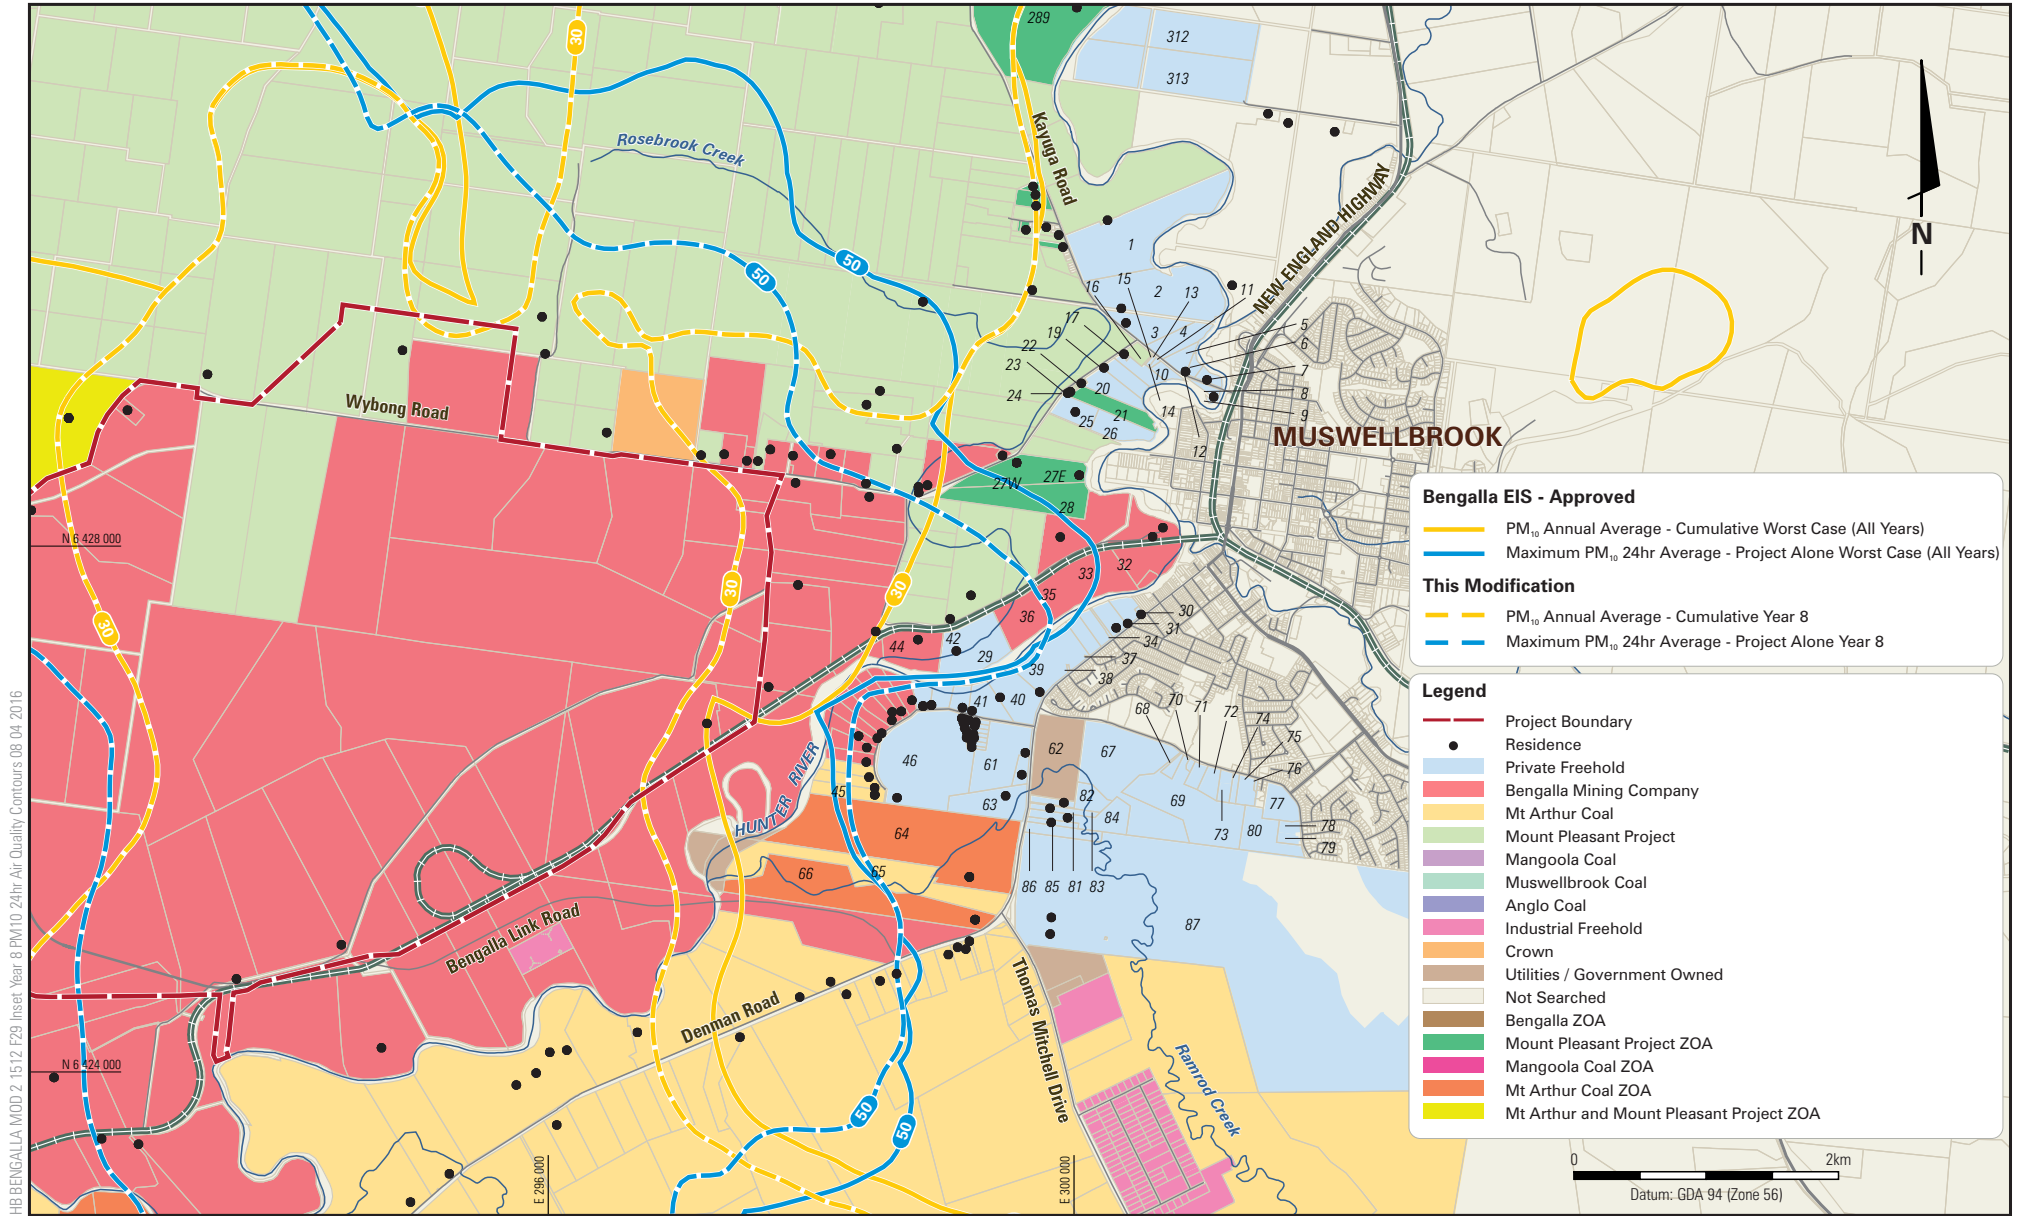 289
312
313
30
Kayuga Road
Rosebrook Creek
NEW ENGLAND HIGHWAY
N
1
50
50
15
16
2
13
11
17
3
4
5
19
6
22
23
10
7
20
8
24
14
9
21
25
26
12
MUSWELLBROOK
Wybong Road
27W
27E
28
N 6 428 000
33
32
30
30
35
30
36
30
31
42
34
44
29
37
39
38
41
40
70
68
71
72
74
62
67
75
46
61
76
HUNTER RIVER
45
82
69
77
63
64
84
73
80
78
79
66
65
86
85
81
83
87
Bengalla Link Road
Denman Road
Thomas Mitchell Drive
Ramrod Creek
N 6 424 000
50
50
E 296 000
E 300 000
Bengalla EIS - Approved
PM10 Annual Average - Cumulative Worst Case (All Years)
Maximum PM10 24hr Average - Project Alone Worst Case (All Years)
This Modification
PM10 Annual Average - Cumulative Year 8
Maximum PM10 24hr Average - Project Alone Year 8
Legend
Project Boundary
Residence
Private Freehold
Bengalla Mining Company
Mt Arthur Coal
Mount Pleasant Project
Mangoola Coal
Muswellbrook Coal
Anglo Coal
Industrial Freehold
Crown
Utilities / Government Owned
Not Searched
Bengalla ZOA
Mount Pleasant Project ZOA
Mangoola Coal ZOA
Mt Arthur Coal ZOA
Mt Arthur and Mount Pleasant Project ZOA
0 2km
Datum: GDA 94 (Zone 56)
HB BENGALLA MOD 2 1512 F29 Inset Year 8 PM10 24hr Air Quality Contours 08 04 2016